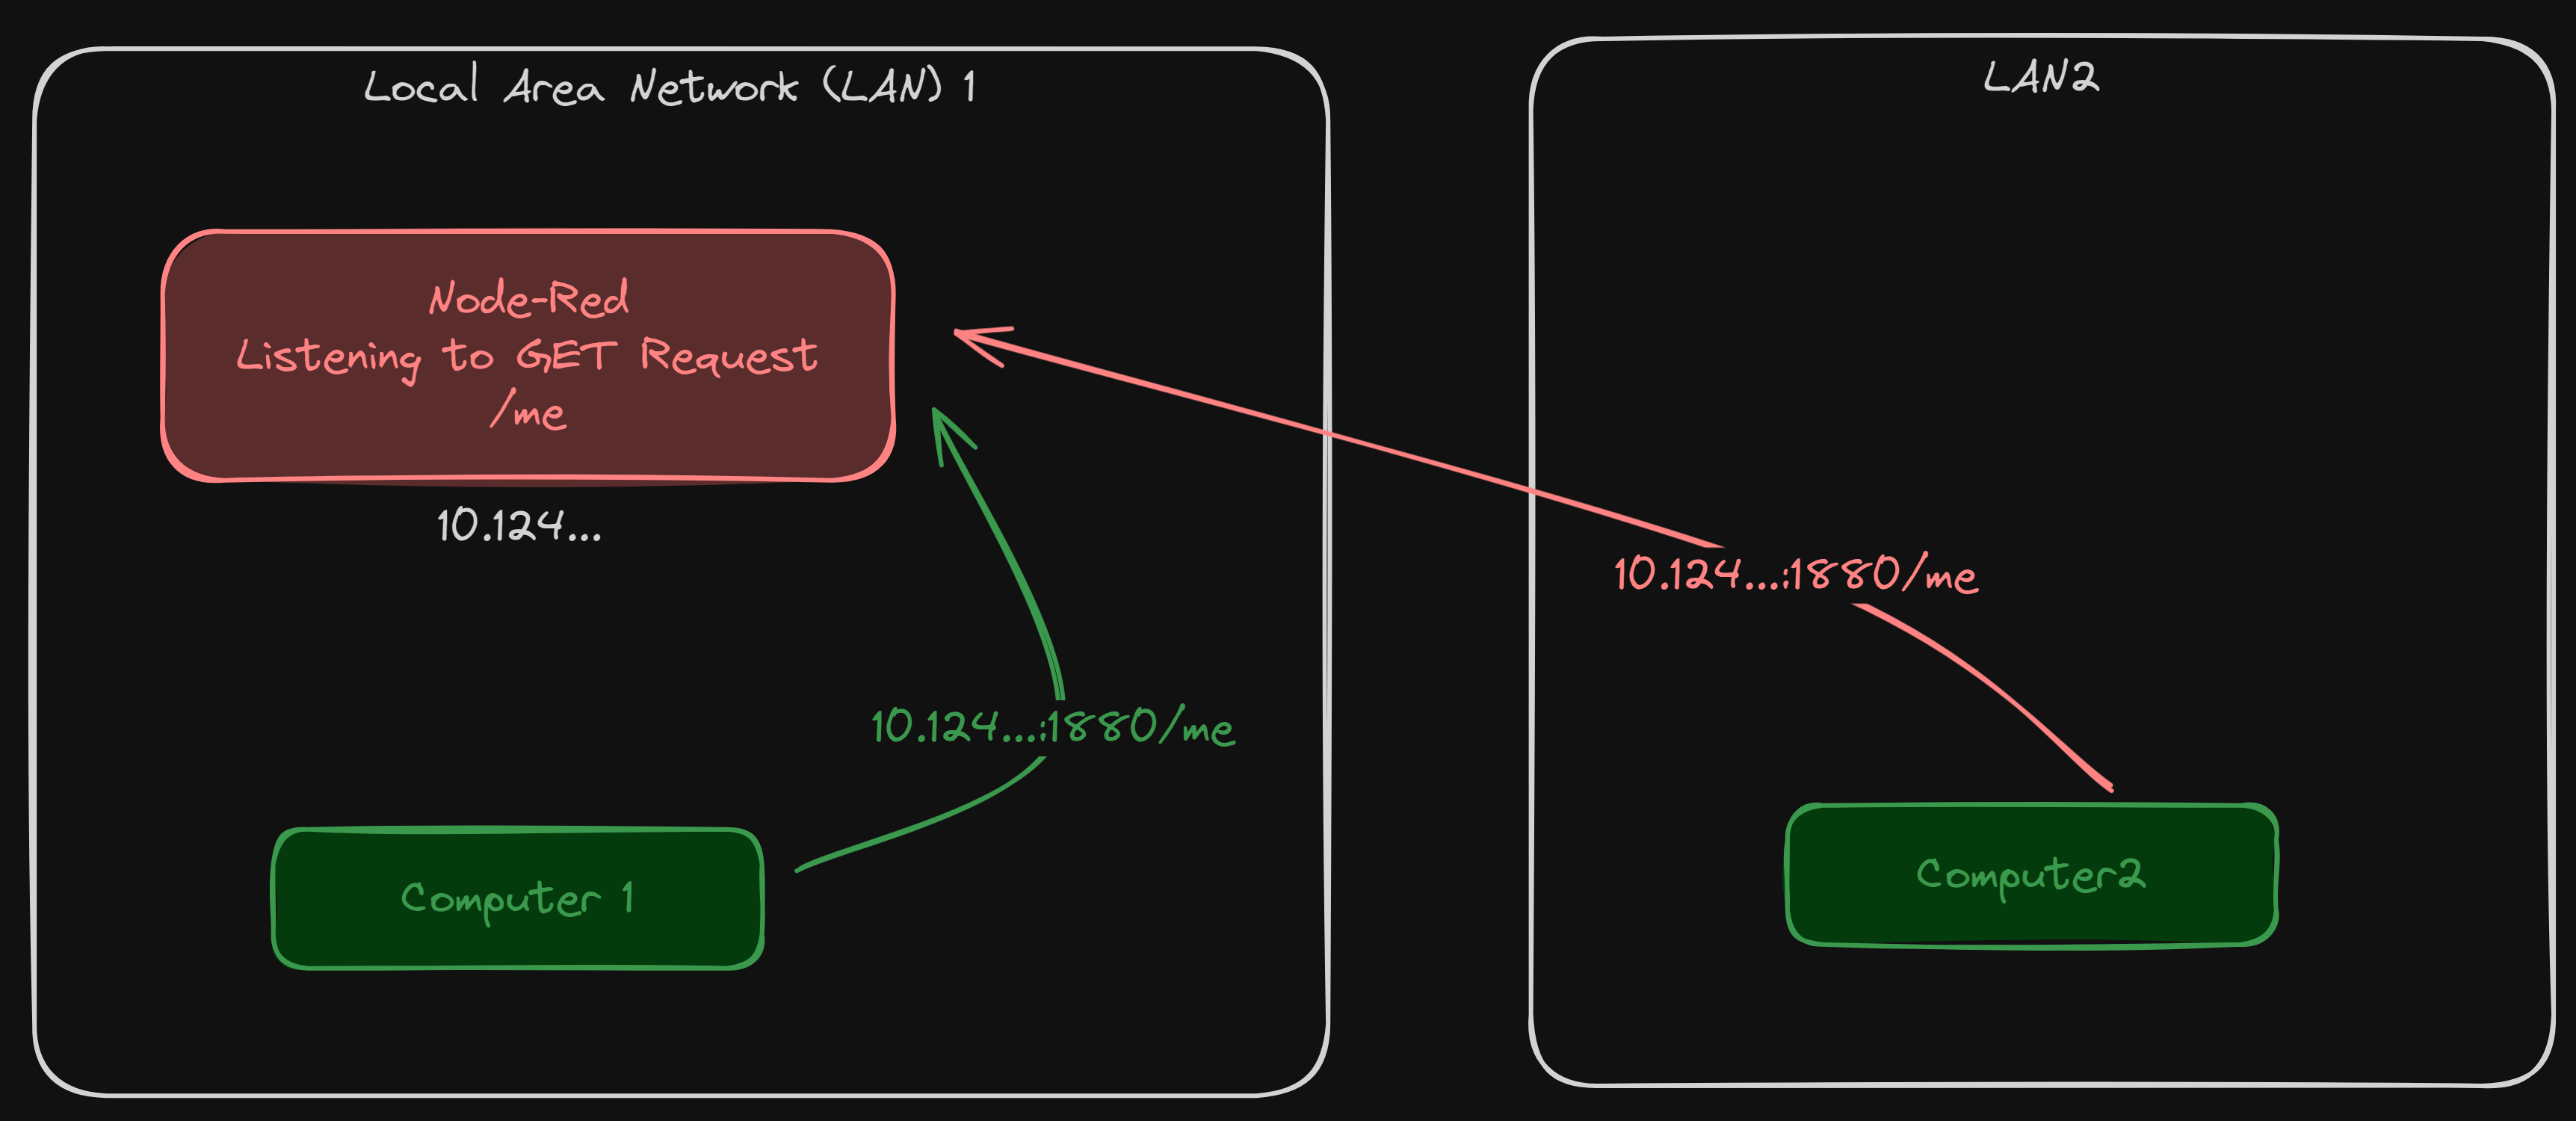 Local Area Network (LAN) 1
LAN2
Node-Red
Listening to GET Request
/me
10.124...
10.124...:1880/me
10.124...:1880/me
Computer 1
Computer2